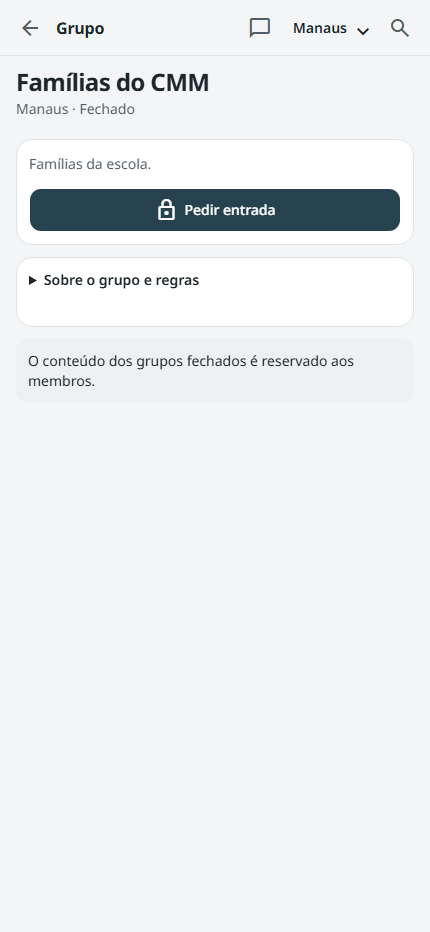 Grupo
Manaus
Famílias do CMM
Manaus · Fechado
Famílias da escola.
Pedir entrada
Sobre o grupo e regras
O conteúdo dos grupos fechados é reservado aos
membros.